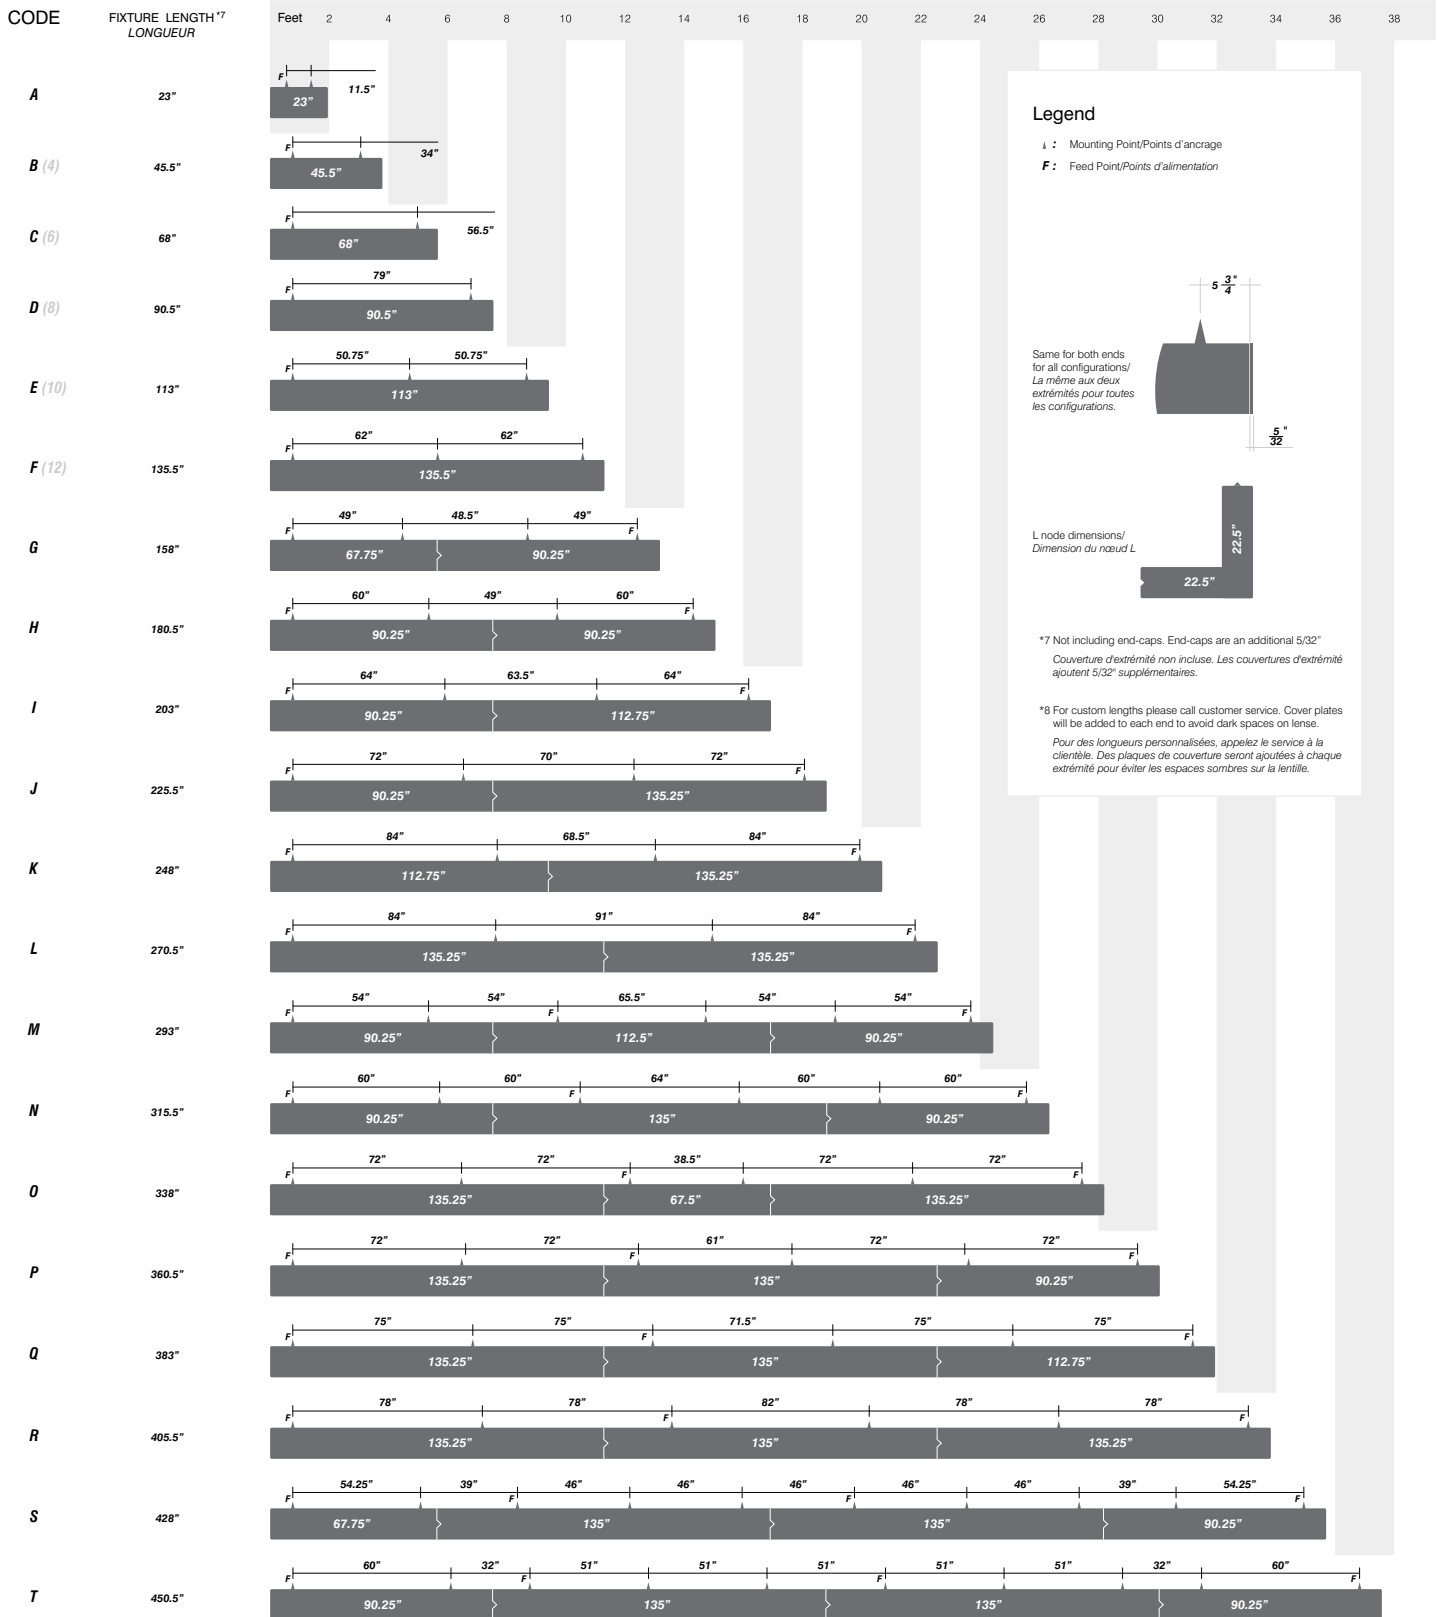 CODE
FIXTURE LENGTH *7
LONGUEUR
Feet 2 4 6 8 10 12 14 16 18 20 22 24 26 28 30 32 34 36 38
F
11.5”
A 23” 23”
F
34”
B (4) 45.5” 45.5”
F
56.5”
C (6) 68” 68”
79”
F
D (8) 90.5” 90.5”
50.75” 50.75”
F
E (10) 113” 113”
62” 62”
F
F (12) 135.5” 135.5”
49” 48.5” 49”
F F
G 158” 67.75” 90.25”
60” 49” 60”
F F
H 180.5” 90.25” 90.25”
64” 63.5” 64”
F F
I 203” 90.25” 112.75”
72” 70” 72”
F F
J 225.5” 90.25” 135.25”
84” 68.5” 84”
F F
K 248” 112.75” 135.25”
84” 91” 84”
F F
L 270.5” 135.25” 135.25”
54” 54” 65.5” 54” 54”
F F F
M 293” 90.25” 112.5” 90.25”
60” 60” 64” 60” 60”
F F F
N 315.5” 90.25” 135” 90.25”
72” 72” 38.5” 72” 72”
F F F
O 338” 135.25” 67.5” 135.25”
72” 72” 61” 72” 72”
F F F
P 360.5” 135.25” 135” 90.25”
75” 75” 71.5” 75” 75”
F F F
Q 383” 135.25” 135” 112.75”
78” 78” 82” 78” 78”
F F F
R 405.5” 135.25” 135” 135.25”
54.25” 39” 46” 46” 46” 46” 46” 39” 54.25”
F F F F
S 428” 67.75” 135” 135” 90.25”
60” 32” 51” 51” 51” 51” 51” 32” 60”
F F F F
T 450.5” 90.25” 135” 135” 90.25”
Legend
: Mounting Point/Points d’ancrage
F : Feed Point/Points d’alimentation
5 3/4"
Same for both ends
for all configurations/
La même aux deux
extrémités pour toutes
les configurations.
5/32"
L node dimensions/
Dimension du nœud L
22.5”
22.5”
*7 Not including end-caps. End-caps are an additional 5/32”
Couverture d'extrémité non incluse. Les couvertures d'extrémité
ajoutent 5/32" supplémentaires.
*8 For custom lengths please call customer service. Cover plates
will be added to each end to avoid dark spaces on lense.
Pour des longueurs personnalisées, appelez le service à la
clientèle. Des plaques de couverture seront ajoutées à chaque
extrémité pour éviter les espaces sombres sur la lentille.